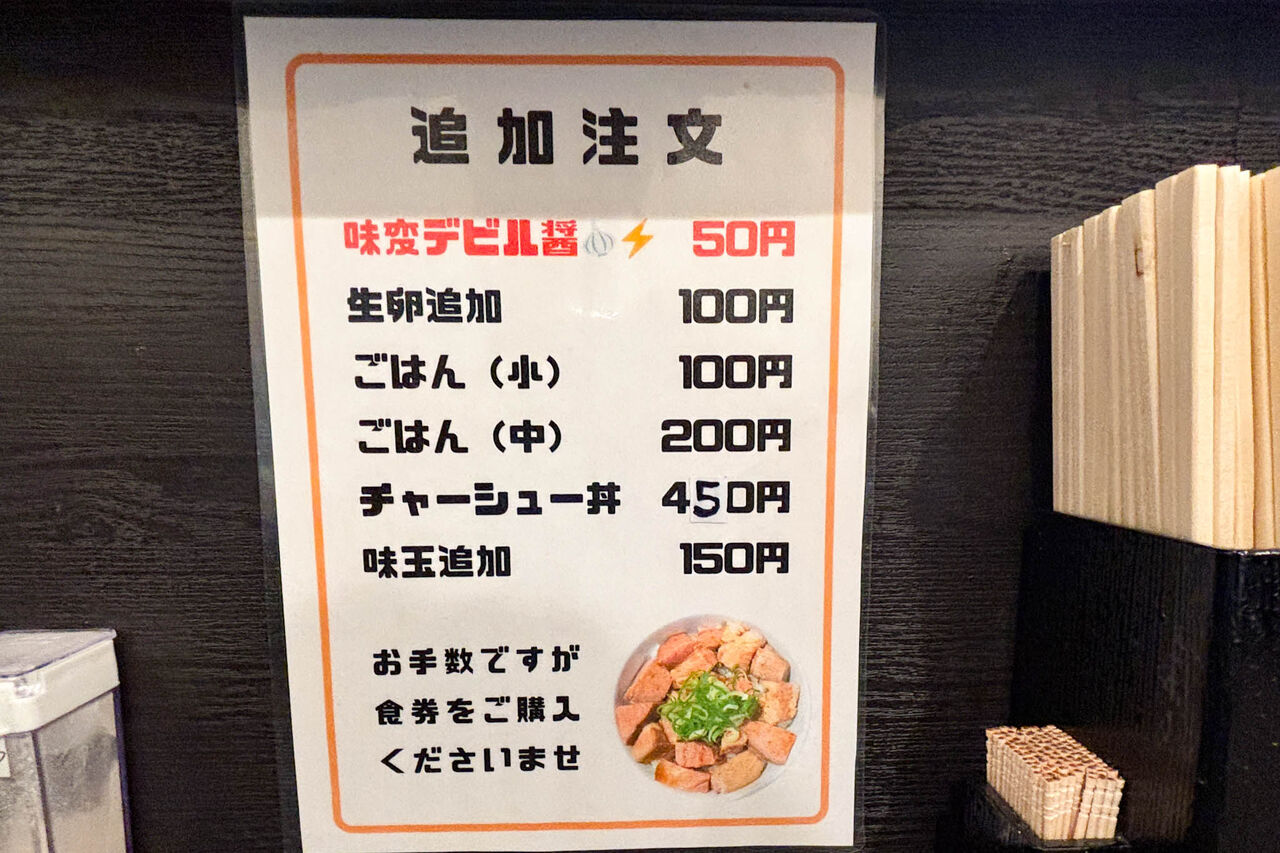 追加注文
味変デビル醤🧄⚡ 50円
生卵追加 100円
ごはん（小） 100円
ごはん（中） 200円
チャーシュー丼 450円
味玉追加 150円
お手数ですが
食券をご購入
くださいませ